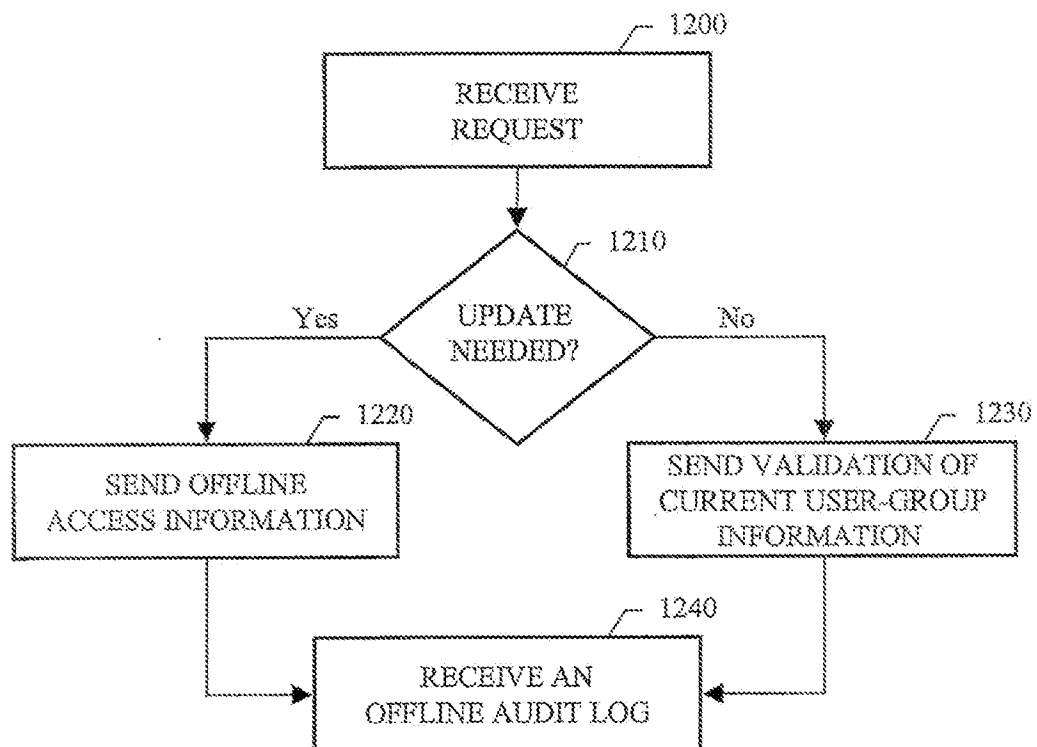 1200
RECEIVE
REQUEST
1210
UPDATE
NEEDED?
Yes
No
1220
SEND OFFLINE
ACCESS INFORMATION
1230
SEND VALIDATION OF
CURRENT USER-GROUP
INFORMATION
1240
RECEIVE AN
OFFLINE AUDIT LOG